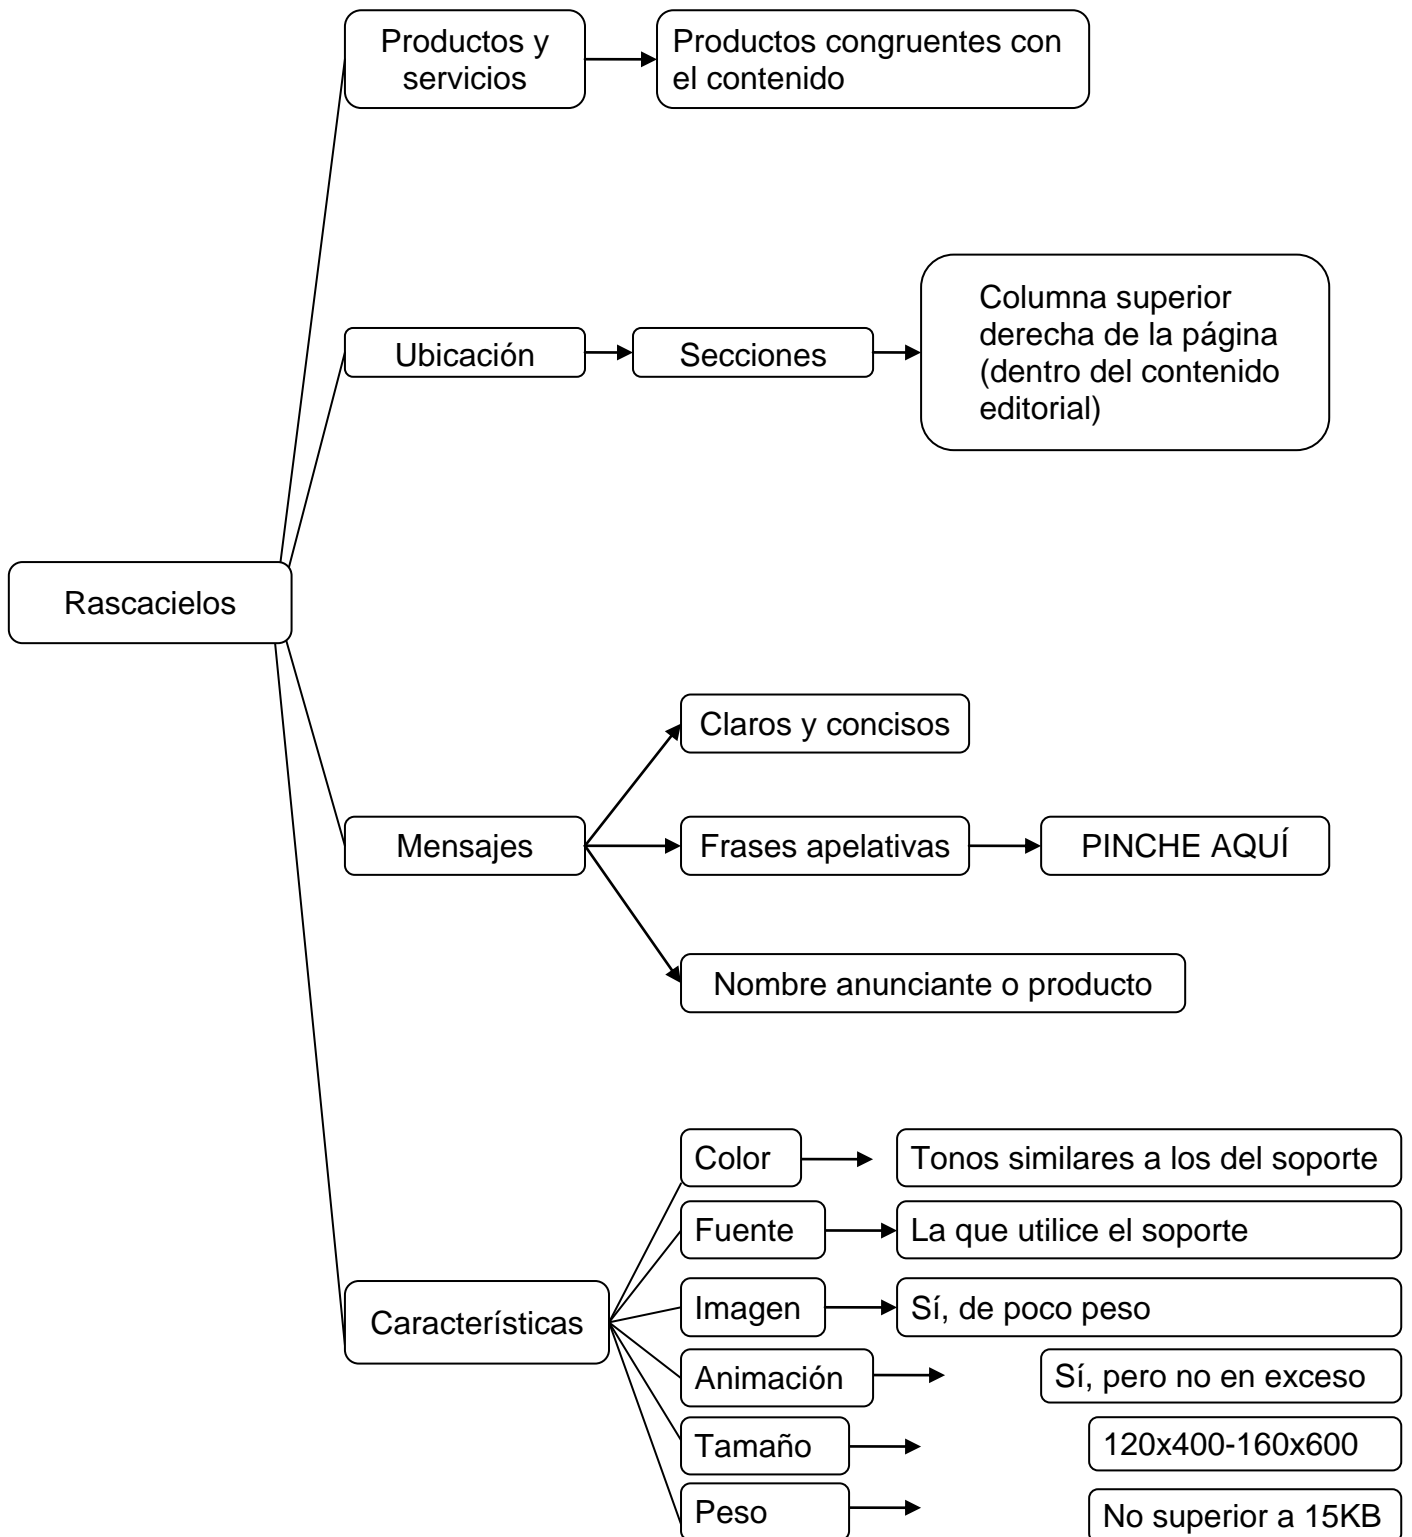 Productos y
servicios
Productos congruentes con
el contenido
Ubicación
Secciones
Columna superior
derecha de la página
(dentro del contenido
editorial)
Rascacielos
Claros y concisos
Mensajes
Frases apelativas
PINCHE AQUÍ
Nombre anunciante o producto
Características
Color
Tonos similares a los del soporte
Fuente
La que utilice el soporte
Imagen
Sí, de poco peso
Animación
Sí, pero no en exceso
Tamaño
120x400-160x600
Peso
No superior a 15KB